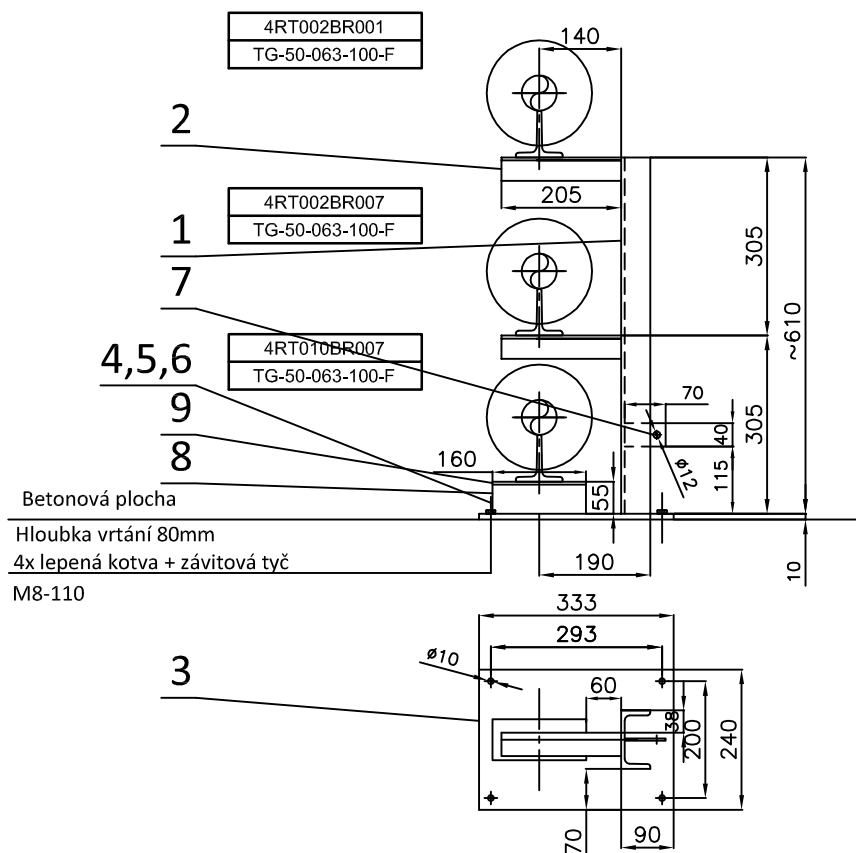 4RT002BR001
TG-50-063-100-F
140
2
205
4RT002BR007
TG-50-063-100-F
1
305
7
~610
4RT010BR007
TG-50-063-100-F
4,5,6
70
305
40
9
160
ø12
115
8
55
Betonová plocha
Hloubka vrtání 80mm
4x lepená kotva + závitová tyč
M8-110
190
10
333
293
ø10
3
60
38
200
240
70
90